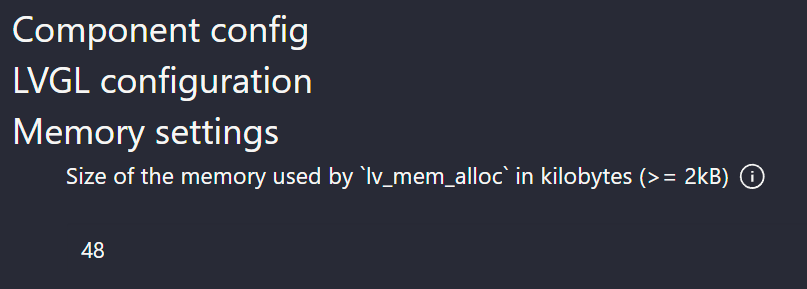 Component config
LVGL configuration
Memory settings
Size of the memory used by `lv_mem_alloc` in kilobytes (>= 2kB)
48